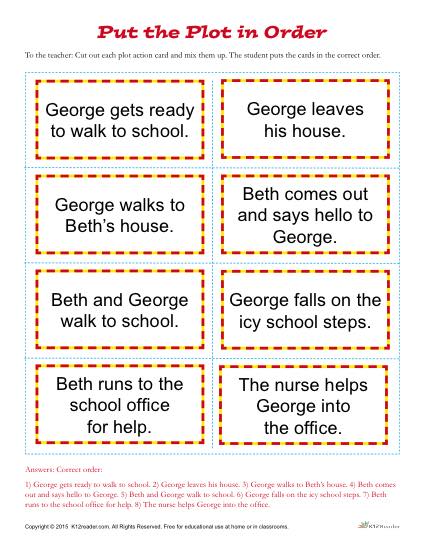 Put the Plot in Order
To the teacher: Cut out each plot action card and mix them up. The student puts the cards in the correct order.
George gets ready
to walk to school.
George leaves
his house.
George walks to
Beth's house.
Beth comes out
and says hello to
George.
Beth and George
walk to school.
George falls on the
icy school steps.
Beth runs to the
school office
for help.
The nurse helps
George into
the office.
Answers: Correct order:
1) George gets ready to walk to school. 2) George leaves his house. 3) George walks to Beth's house. 4) Beth comes
out and says hello to George. 5) Beth and George walk to school. 6) George falls on the icy school steps. 7) Beth
runs to the school office for help. 8) The nurse helps George into the office.
Copyright © 2015 K12reader.com. All Rights Reserved. Free for educational use at home or in classrooms.
K12reader